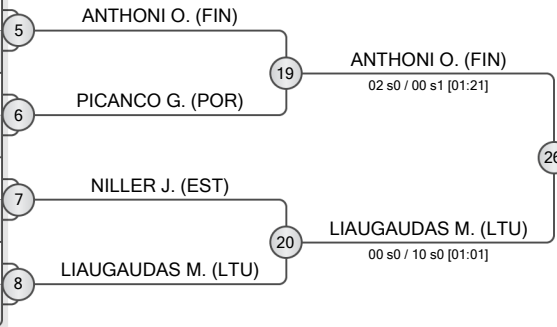 ANTHONI O. (FIN)
5
19
ANTHONI O. (FIN)
02 s0 / 00 s1 [01:21]
PICANCO G. (POR)
6
26
NILLER J. (EST)
7
20
LIAUGAUDAS M. (LTU)
00 s0 / 10 s0 [01:01]
LIAUGAUDAS M. (LTU)
8